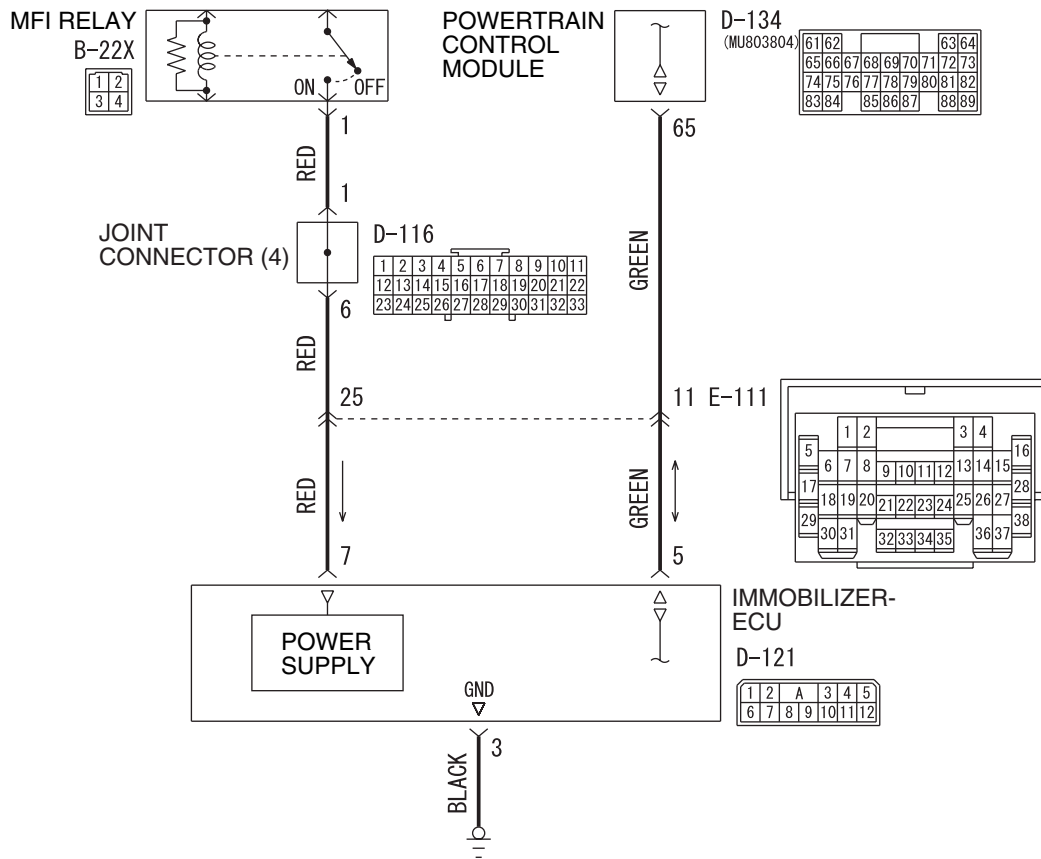 MFI RELAY
B-22X
1 2
3 4
ON OFF
POWERTRAIN
CONTROL
MODULE
D-134
(MU803804)
61 62 63 64
65 66 67 68 69 70 71 72 73
74 75 76 77 78 79 80 81 82
83 84 85 86 87 88 89
1
65
RED
1
JOINT
CONNECTOR (4)
D-116
1 2 3 4 5 6 7 8 9 10 11
12 13 14 15 16 17 18 19 20 21 22
23 24 25 26 27 28 29 30 31 32 33
GREEN
6
RED
25
11 E-111
1 2 3 4
5 16
6 7 8 9 10 11 12 13 14 15
17 28
18 19 20 21 22 23 24 25 26 27
29 38
30 31 32 33 34 35 36 37
RED
GREEN
7
5
IMMOBILIZER-
ECU
POWER
SUPPLY
D-121
1 2 A 3 4 5
6 7 8 9 10 11 12
GND
3
BLACK